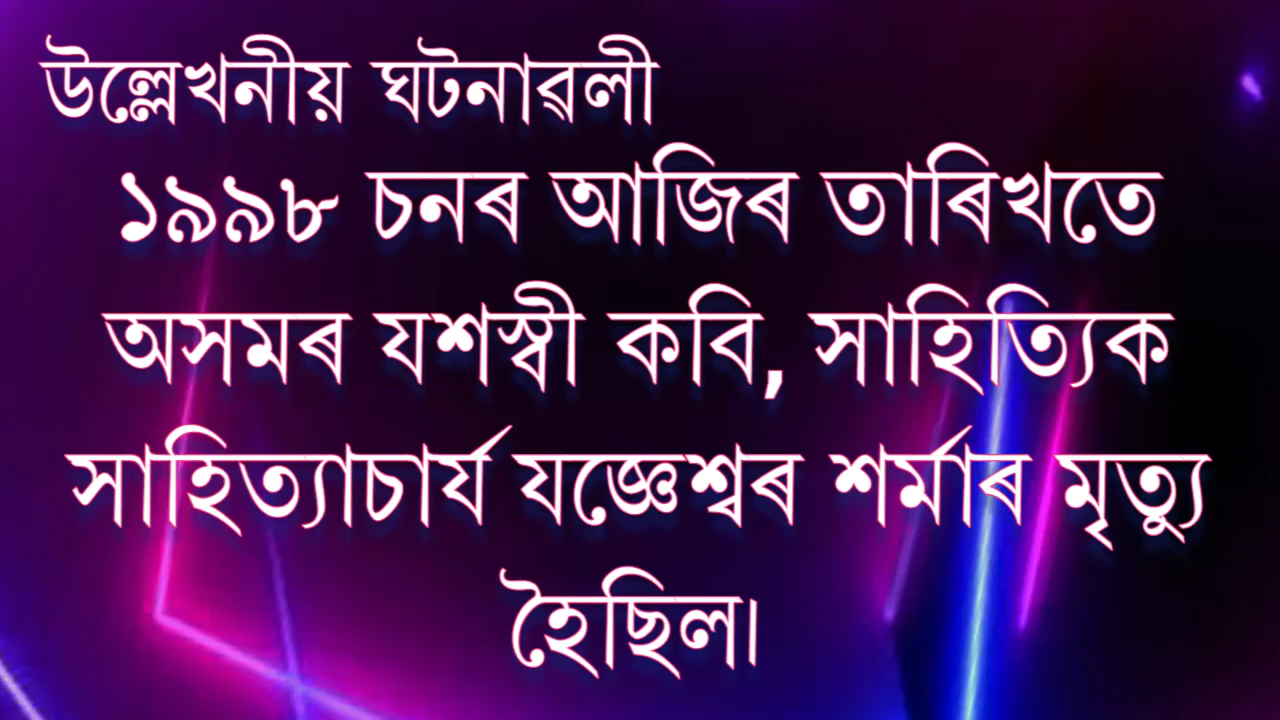 উল্লেখনীয় ঘটনাৱলী
১৯৯৮ চনৰ আজিৰ তাৰিখতে
অসমৰ যশস্বী কবি, সাহিত্যিক
সাহিত্যাচাৰ্য যজ্ঞেশ্বৰ শৰ্মাৰ মৃত্যু
হৈছিল।